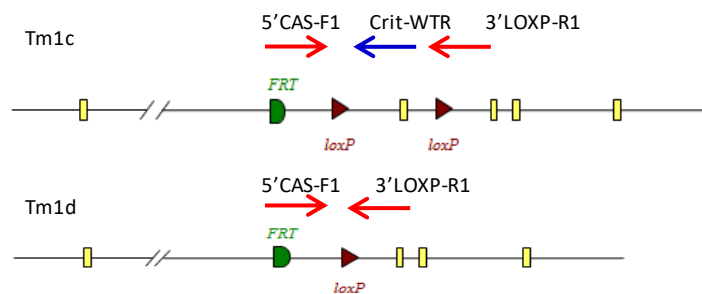 5'CAS-F1 Crit-WTR 3'LOXP-R1
Tm1c
FRT
loxP loxP
5'CAS-F1 3'LOXP-R1
Tm1d
FRT
loxP